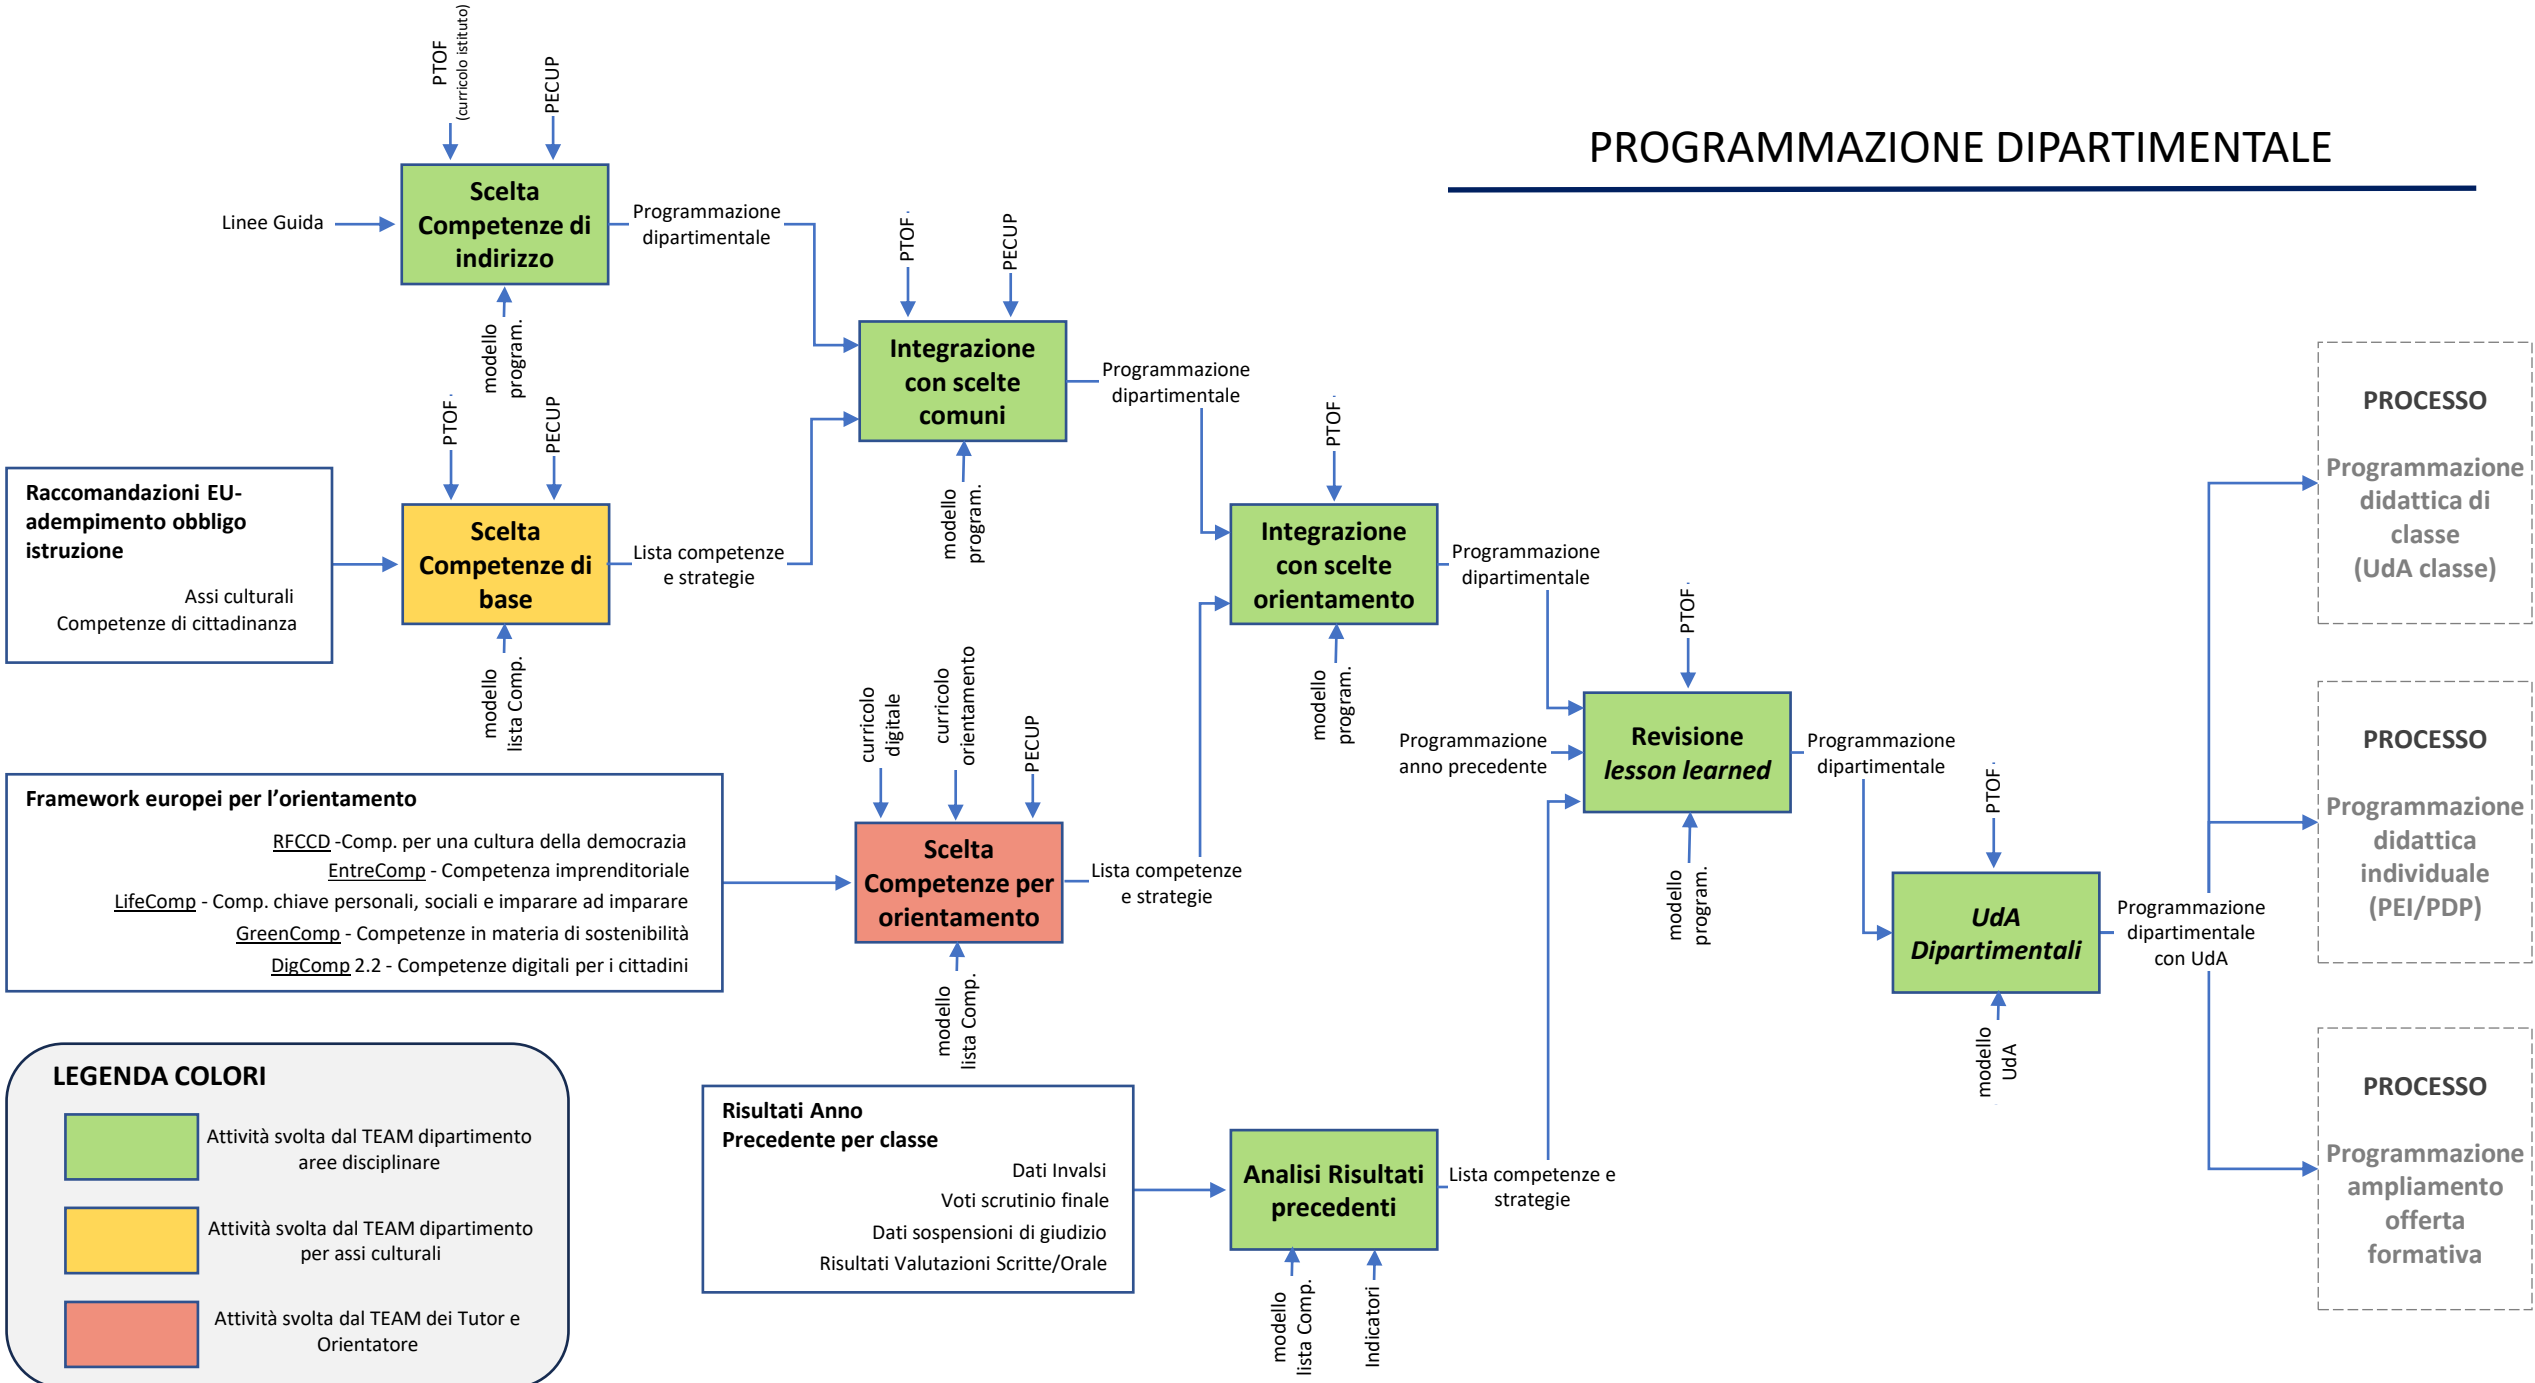 PROGRAMMAZIONE DIPARTIMENTALE
PTOF
(curricolo istituto)
PECUP
Linee Guida
Scelta
Competenze di
indirizzo
modello
program.
Programmazione
dipartimentale
PTOF
PECUP
Raccomandazioni EU-
adempimento obbligo
istruzione
Assi culturali
Competenze di cittadinanza
Scelta
Competenze di
base
modello
lista Comp.
Lista competenze
e strategie
PTOF
PECUP
Integrazione
con scelte
comuni
modello
program.
Programmazione
dipartimentale
Framework europei per l’orientamento
RFCCD -Comp. per una cultura della democrazia
EntreComp - Competenza imprenditoriale
LifeComp - Comp. chiave personali, sociali e imparare ad imparare
GreenComp - Competenze in materia di sostenibilità
DigComp 2.2 - Competenze digitali per i cittadini
curricolo
digitale
curricolo
orientamento
PECUP
Scelta
Competenze per
orientamento
modello
lista Comp.
Lista competenze
e strategie
PTOF
Integrazione
con scelte
orientamento
modello
program.
Programmazione
dipartimentale
Risultati Anno
Precedente per classe
Dati Invalsi
Voti scrutinio finale
Dati sospensioni di giudizio
Risultati Valutazioni Scritte/Orale
Analisi Risultati
precedenti
modello
lista Comp.
Indicatori
Lista competenze e
strategie
Programmazione
anno precedente
PTOF
Revisione
lesson learned
modello
program.
Programmazione
dipartimentale
PTOF
UdA
Dipartimentali
modello
UdA
Programmazione
dipartimentale
con UdA
PROCESSO
Programmazione
didattica di
classe
(UdA classe)
PROCESSO
Programmazione
didattica
individuale
(PEI/PDP)
PROCESSO
Programmazione
ampliamento
offerta
formativa
LEGENDA COLORI
Attività svolta dal TEAM dipartimento
aree disciplinare
Attività svolta dal TEAM dipartimento
per assi culturali
Attività svolta dal TEAM dei Tutor e
Orientatore